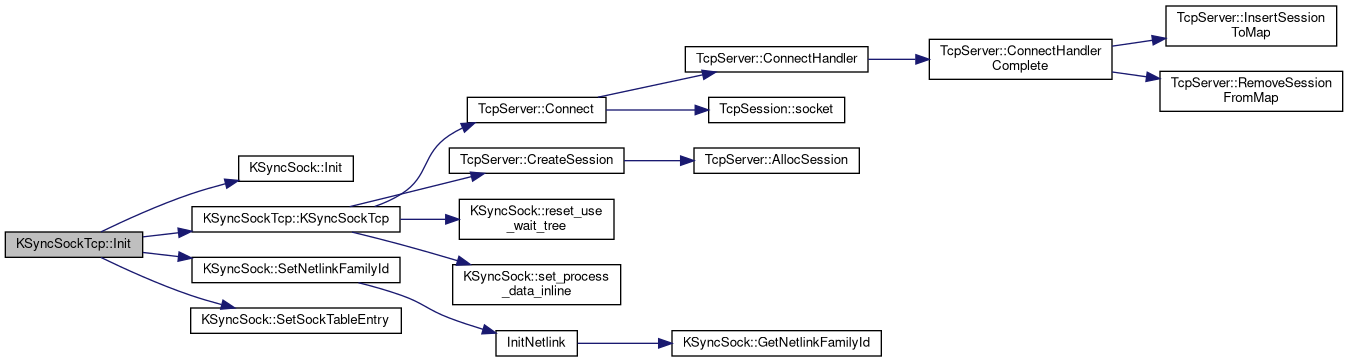 KSyncSockTcp::Init
KSyncSock::Init
KSyncSockTcp::KSyncSockTcp
KSyncSock::SetNetlinkFamilyId
KSyncSock::SetSockTableEntry
TcpServer::Connect
TcpServer::CreateSession
KSyncSock::reset_use
_wait_tree
KSyncSock::set_process
_data_inline
InitNetlink
TcpServer::ConnectHandler
TcpSession::socket
TcpServer::AllocSession
KSyncSock::GetNetlinkFamilyId
TcpServer::ConnectHandler
Complete
TcpServer::InsertSession
ToMap
TcpServer::RemoveSession
FromMap